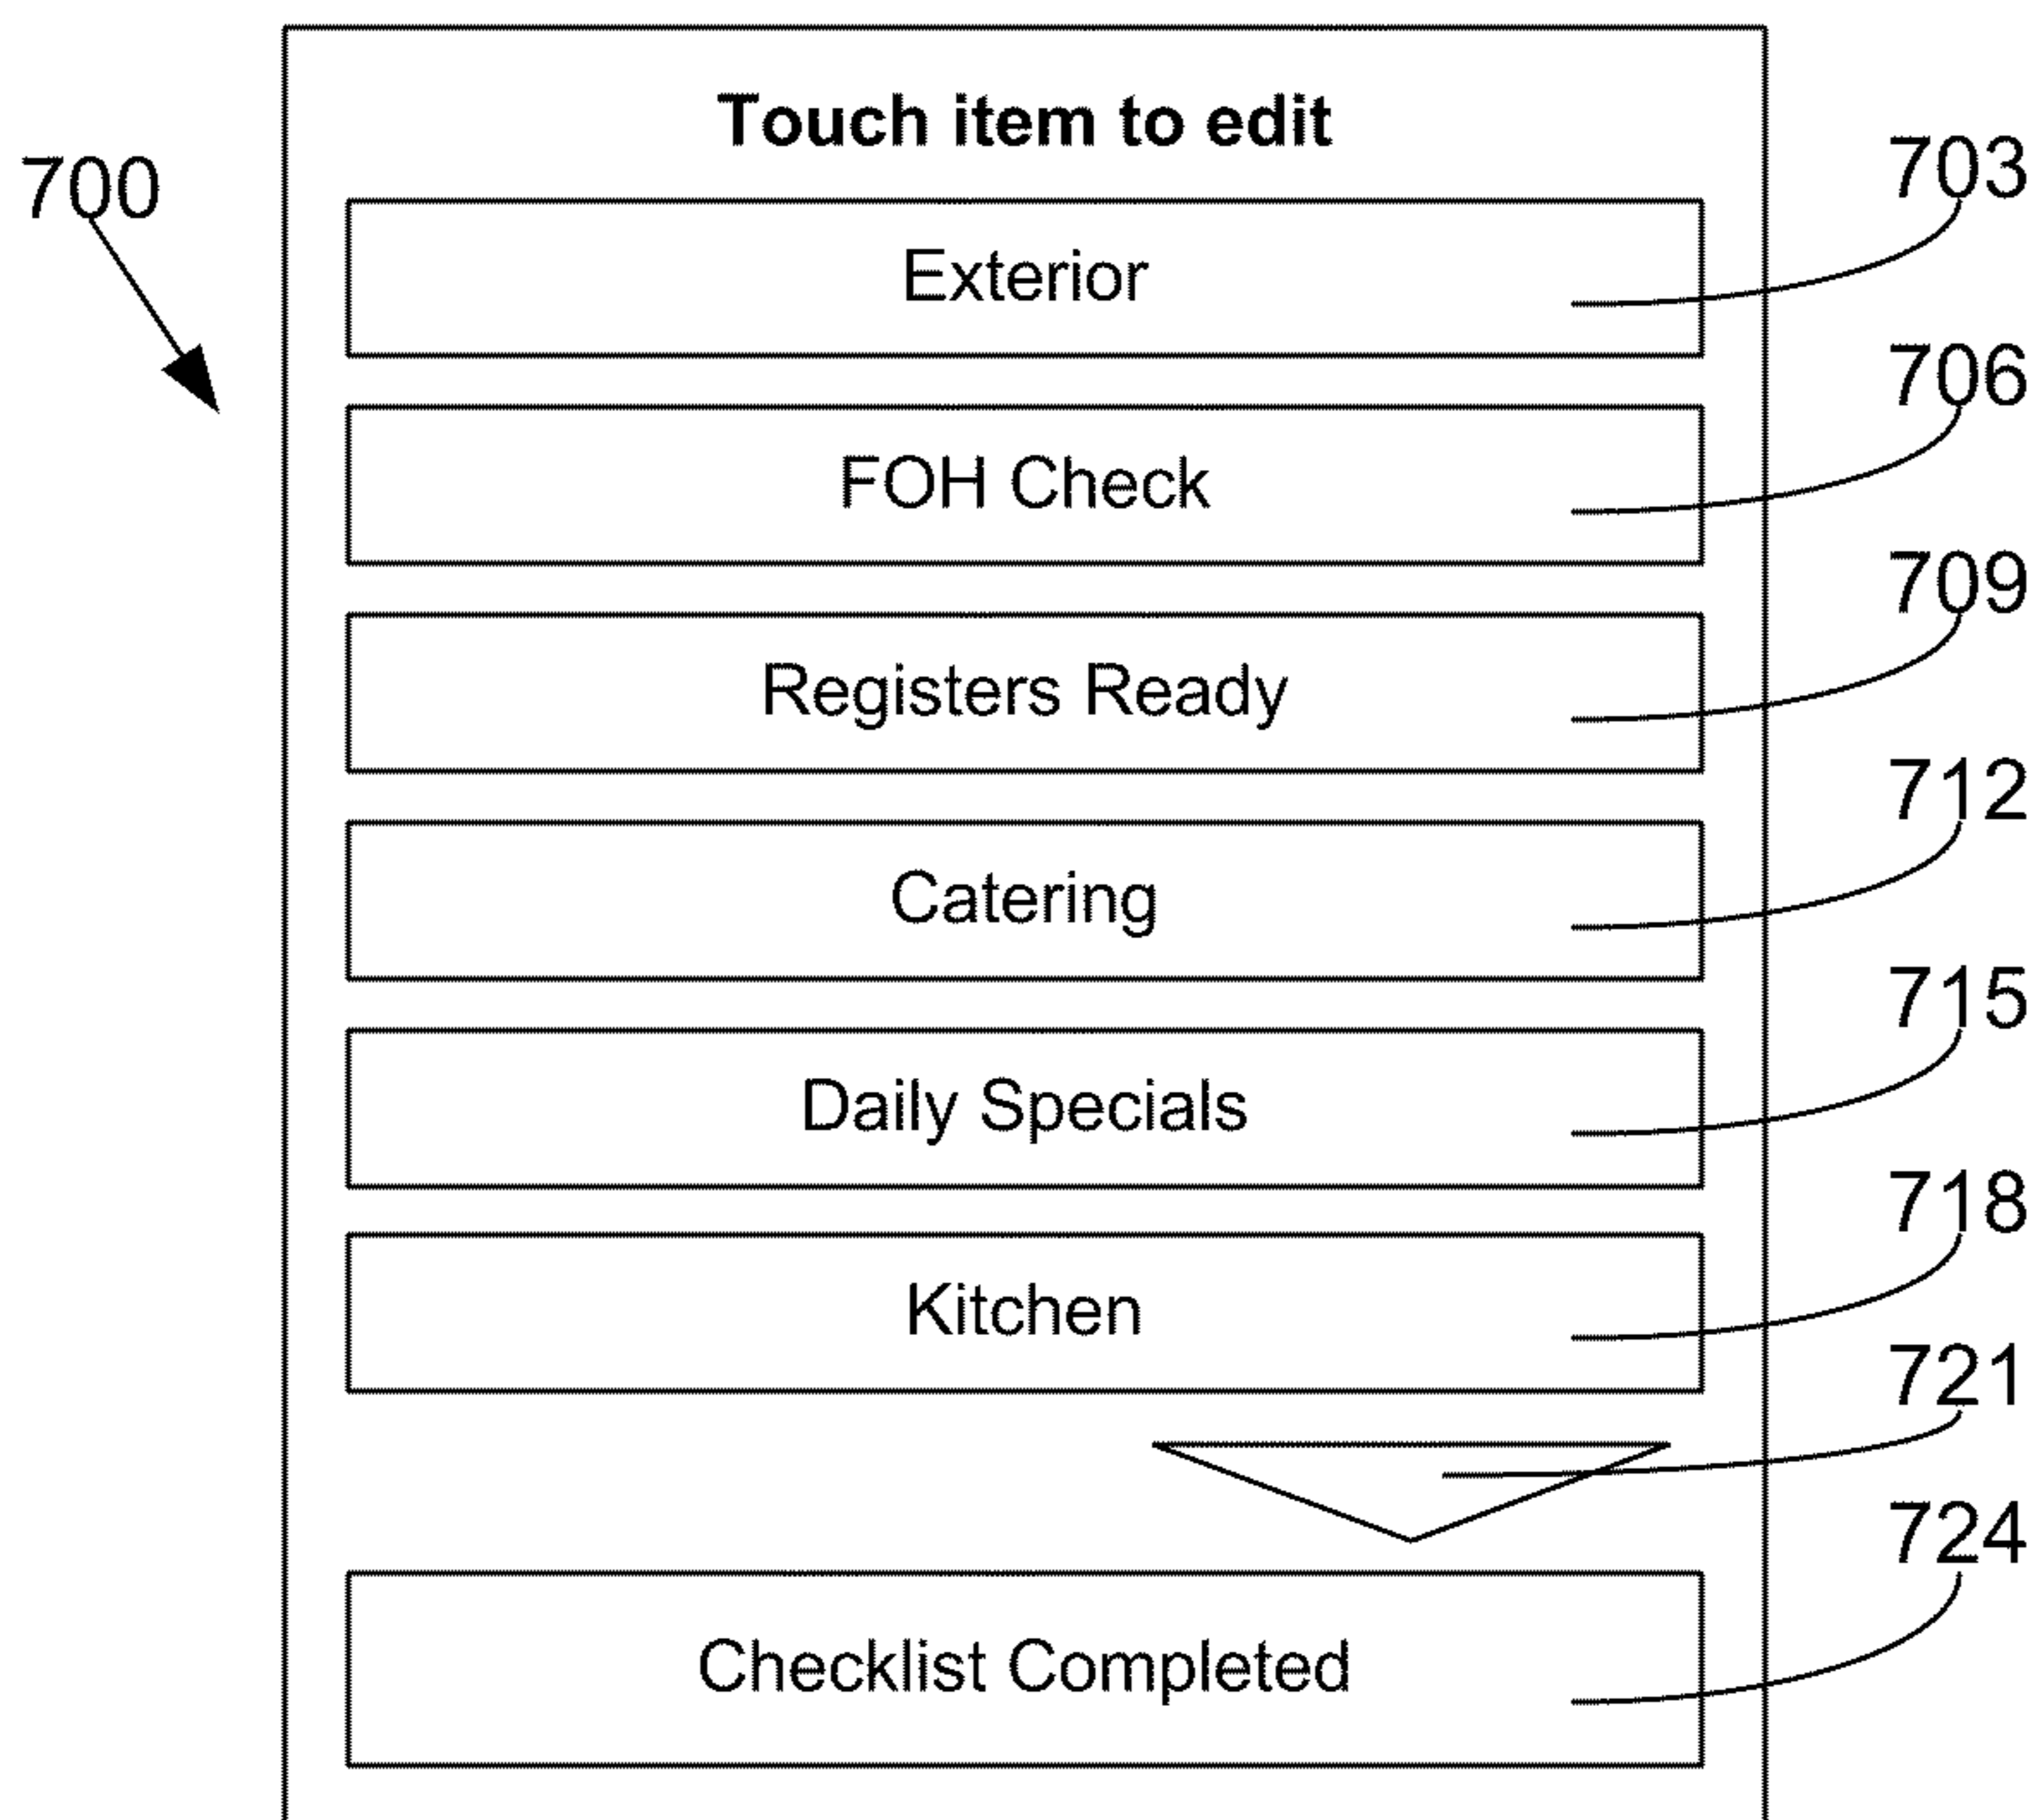 Touch item to edit
700
703
Exterior
706
FOH Check
709
Registers Ready
712
Catering
715
Daily Specials
718
Kitchen
721
724
Checklist Completed